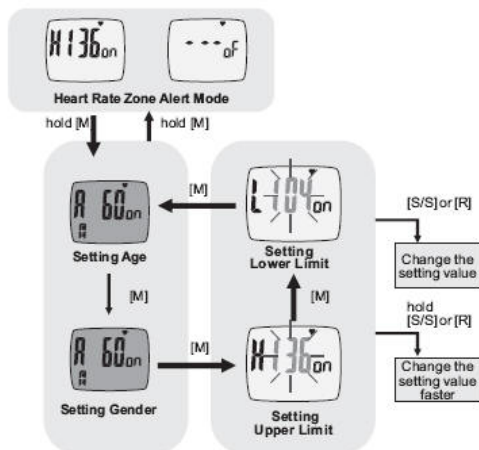 H136on
---oF
Heart Rate Zone Alert Mode
hold [M]
hold [M]
A 60on
Setting Age
[M]
[M]
L104on
Setting
Lower Limit
[S/S] or [R]
Change the
setting value
[M]
A 60on
Setting Gender
[M]
H136on
Setting
Upper Limit
hold
[S/S] or [R]
Change the
setting value
faster